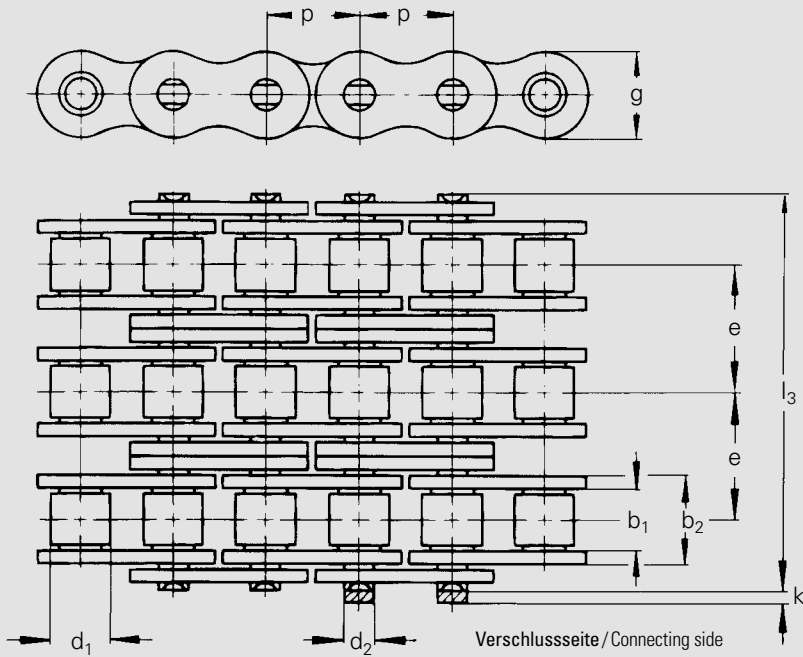 p p
g
e
l₃
e
b₁ b₂
k
d₁ d₂
Verschlussseite / Connecting side